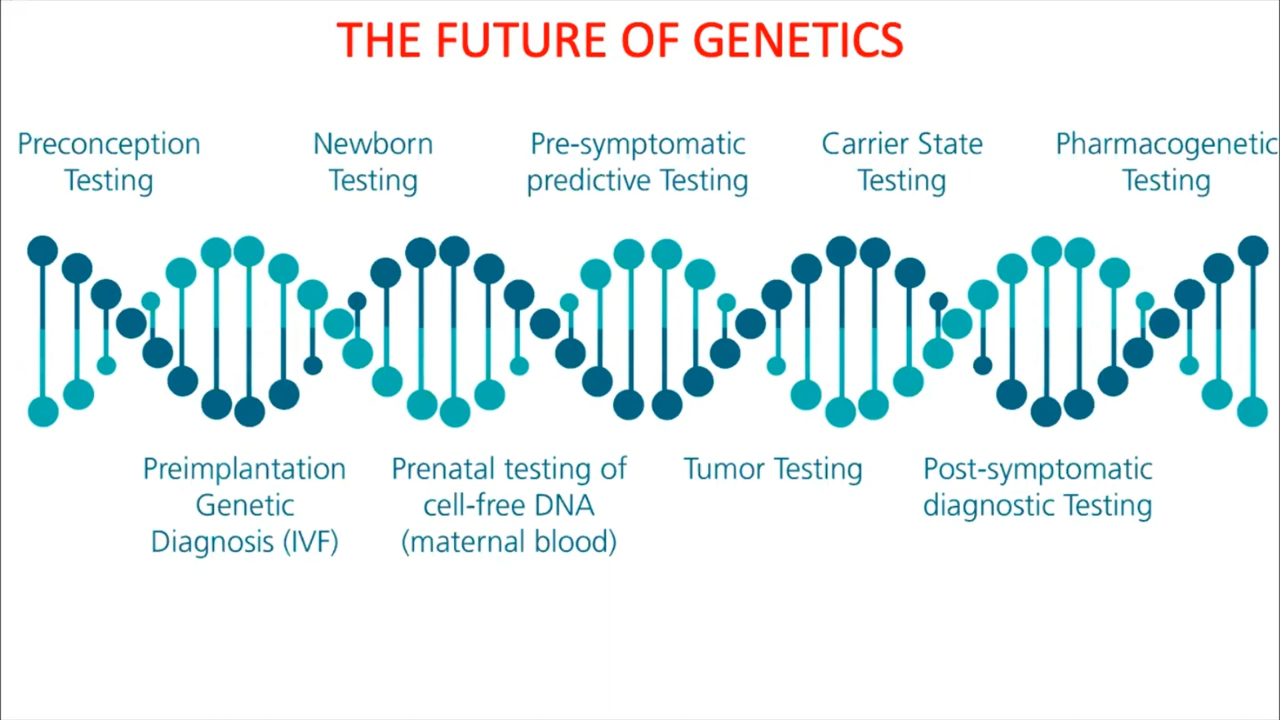 THE FUTURE OF GENETICS
Preconception
Testing
Newborn
Testing
Pre-symptomatic
predictive Testing
Carrier State
Testing
Pharmacogenetic
Testing
Preimplantation
Genetic
Diagnosis (IVF)
Prenatal testing of
cell-free DNA
(maternal blood)
Tumor Testing
Post-symptomatic
diagnostic Testing